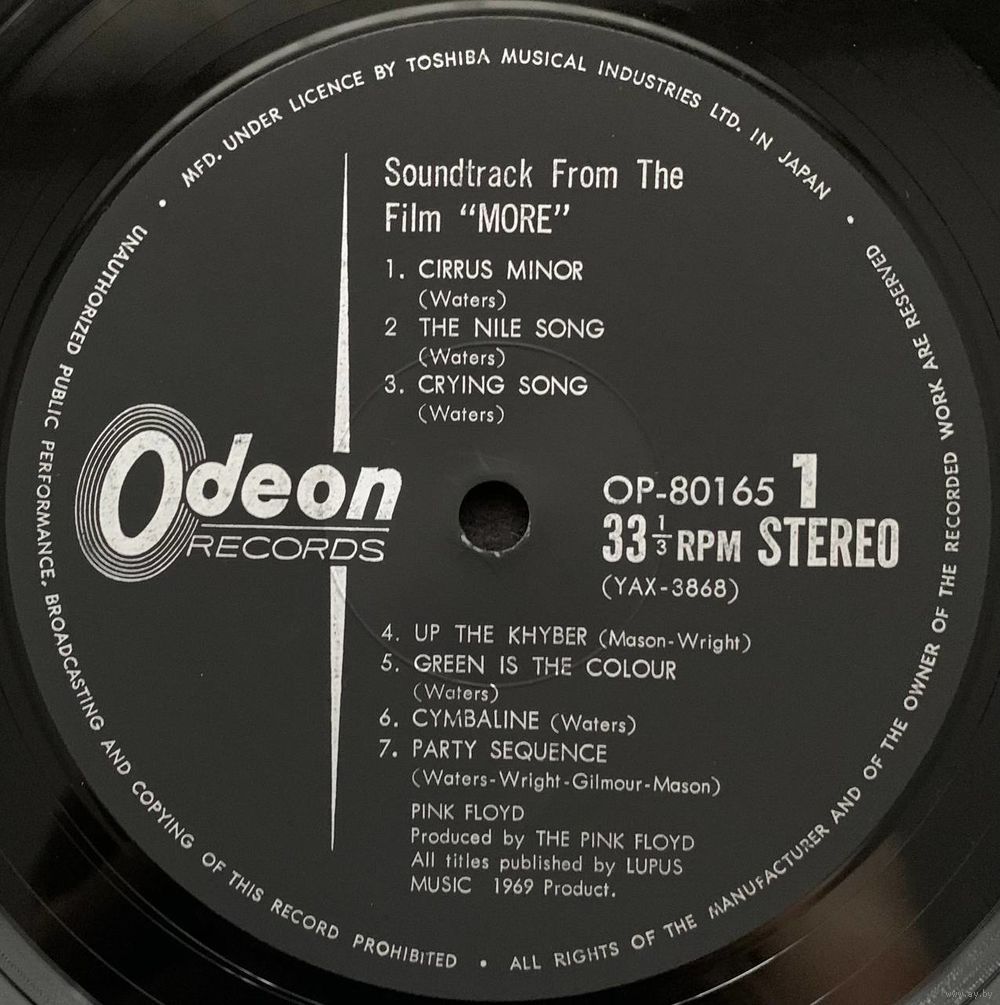 MFD. UNDER LICENCE BY TOSHIBA MUSICAL INDUSTRIES LTD. IN JAPAN •
Soundtrack From The
Film “MORE”
1. CIRRUS MINOR
(Waters)
2 THE NILE SONG
(Waters)
3. CRYING SONG
(Waters)
Odeon
RECORDS
OP-80165 1
33 1/3 RPM STEREO
(YAX-3868)
4. UP THE KHYBER (Mason-Wright)
5. GREEN IS THE COLOUR
(Waters)
6. CYMBALINE (Waters)
7. PARTY SEQUENCE
(Waters-Wright-Gilmour-Mason)
PINK FLOYD
Produced by THE PINK FLOYD
All titles published by LUPUS
MUSIC 1969 Product.
UNAUTHORIZED PUBLIC PERFORMANCE, BROADCASTING AND COPYING OF THIS RECORD PROHIBITED •
ALL RIGHTS OF THE MANUFACTURER AND OF THE OWNER OF THE RECORDED WORK ARE RESERVED
www.ay.by